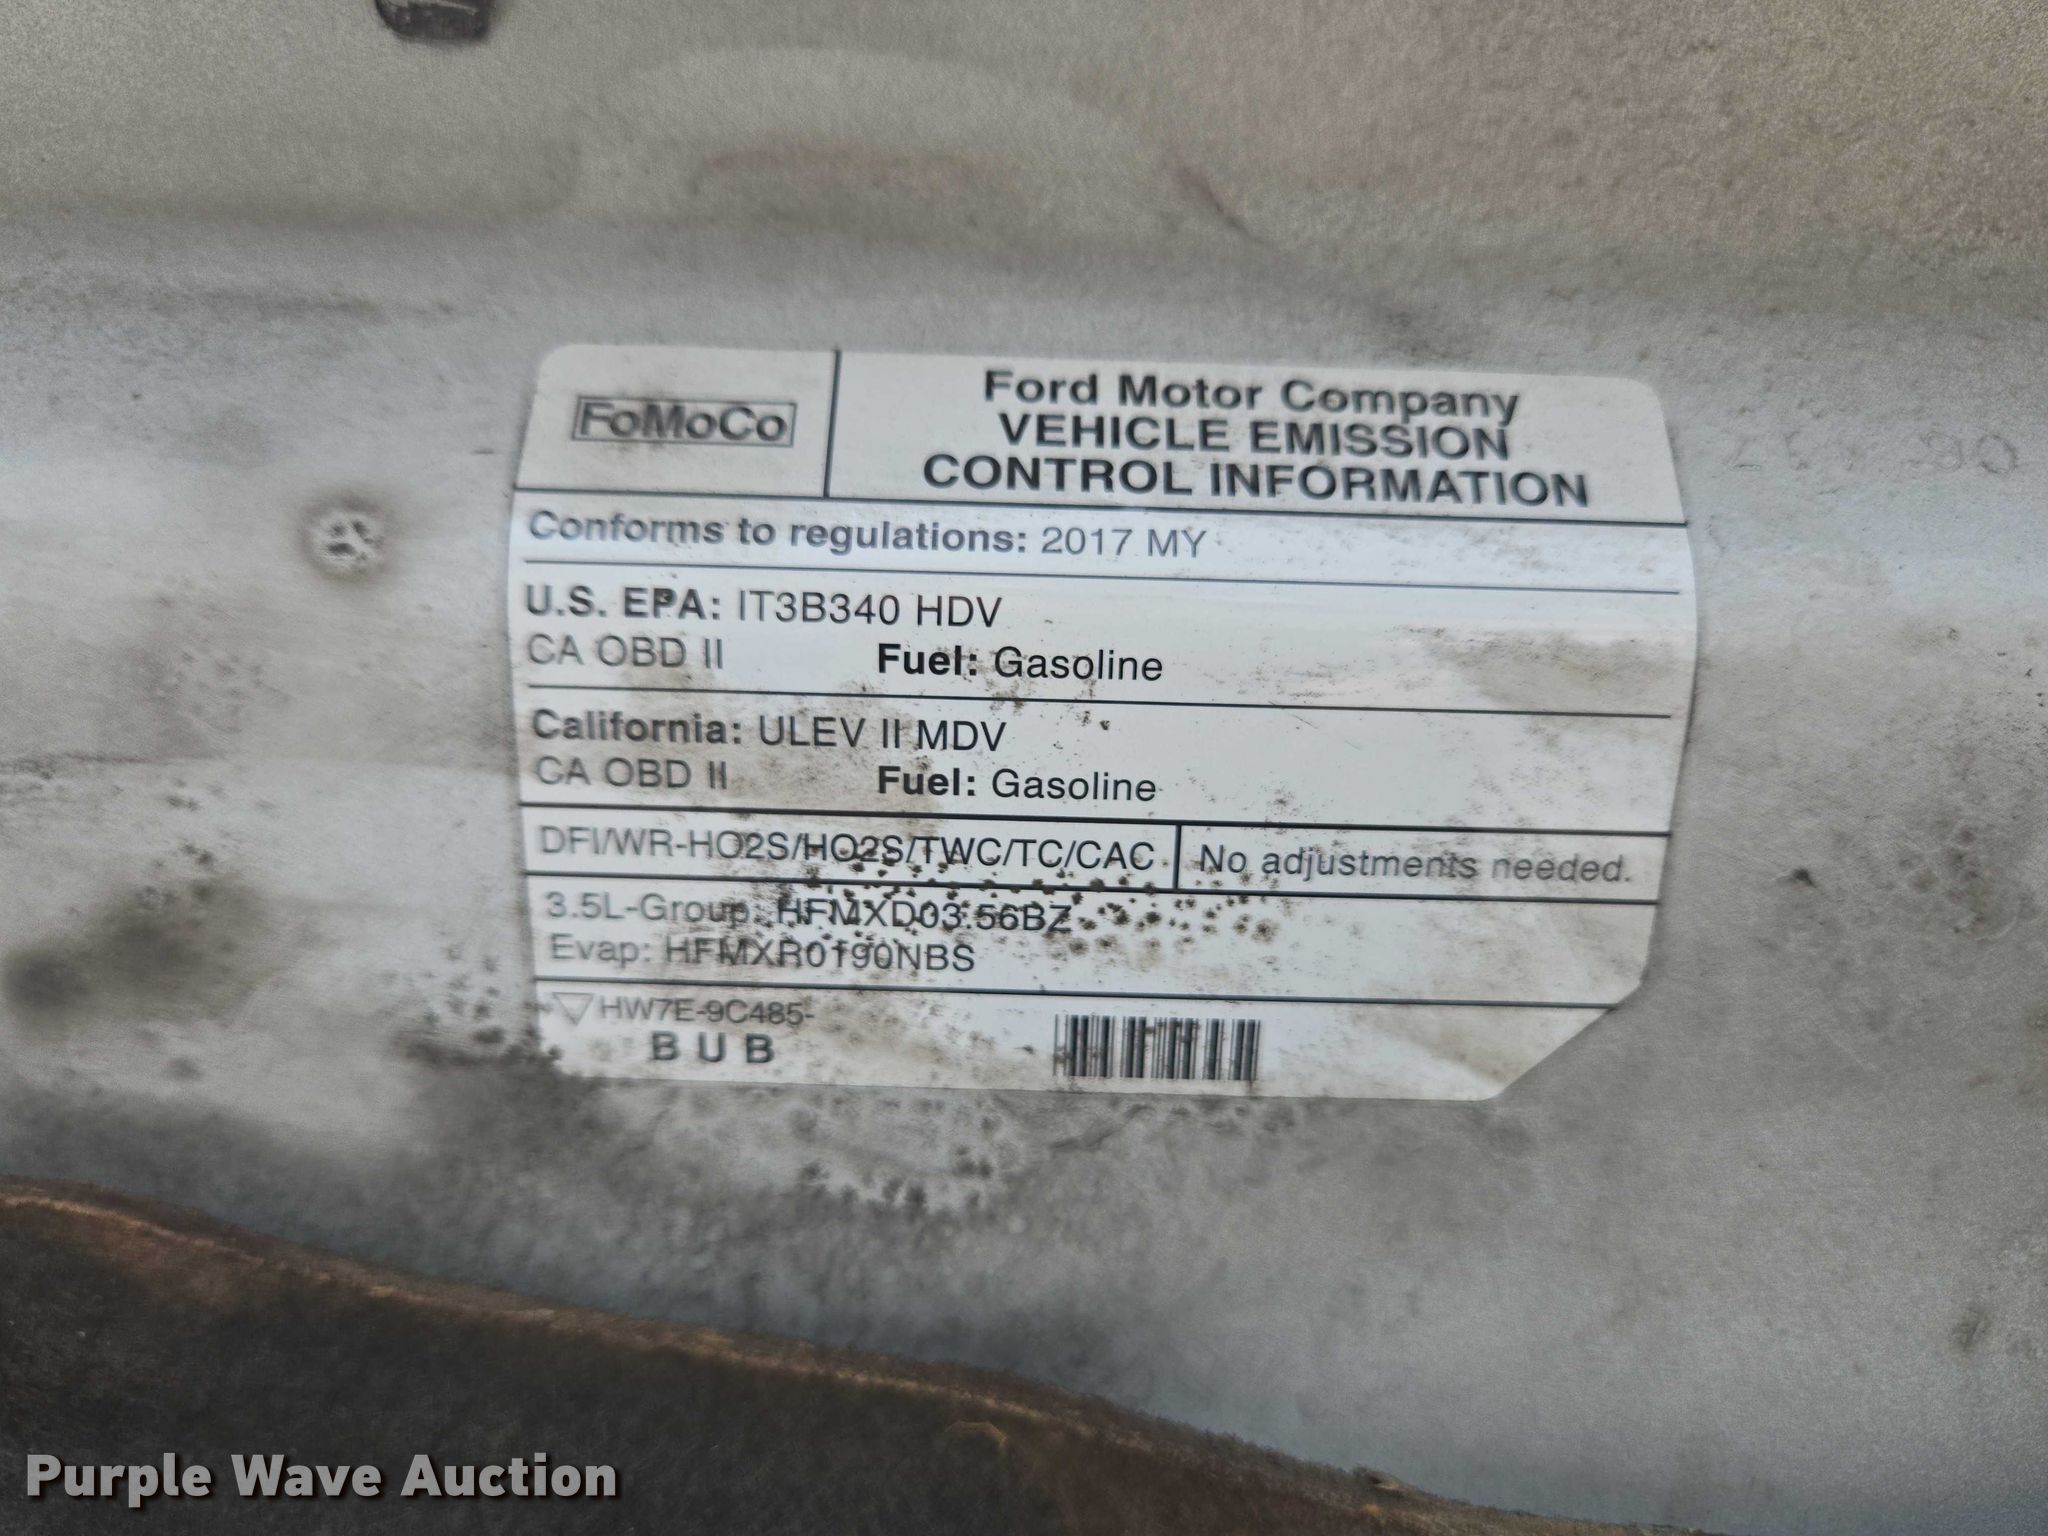 FoMoCo
Ford Motor Company
VEHICLE EMISSION
CONTROL INFORMATION
Conforms to regulations: 2017 MY
U.S. EPA: IT3B340 HDV
CA OBD II Fuel: Gasoline
California: ULEV II MDV
CA OBD II Fuel: Gasoline
DFI/WR-HO2S/HO2S/TWC/TC/CAC
No adjustments needed.
3.5L-Group: HFMXD03.56BZ
Evap: HFMXR0190NBS
HW7E-9C485-
B U B
Purple Wave Auction